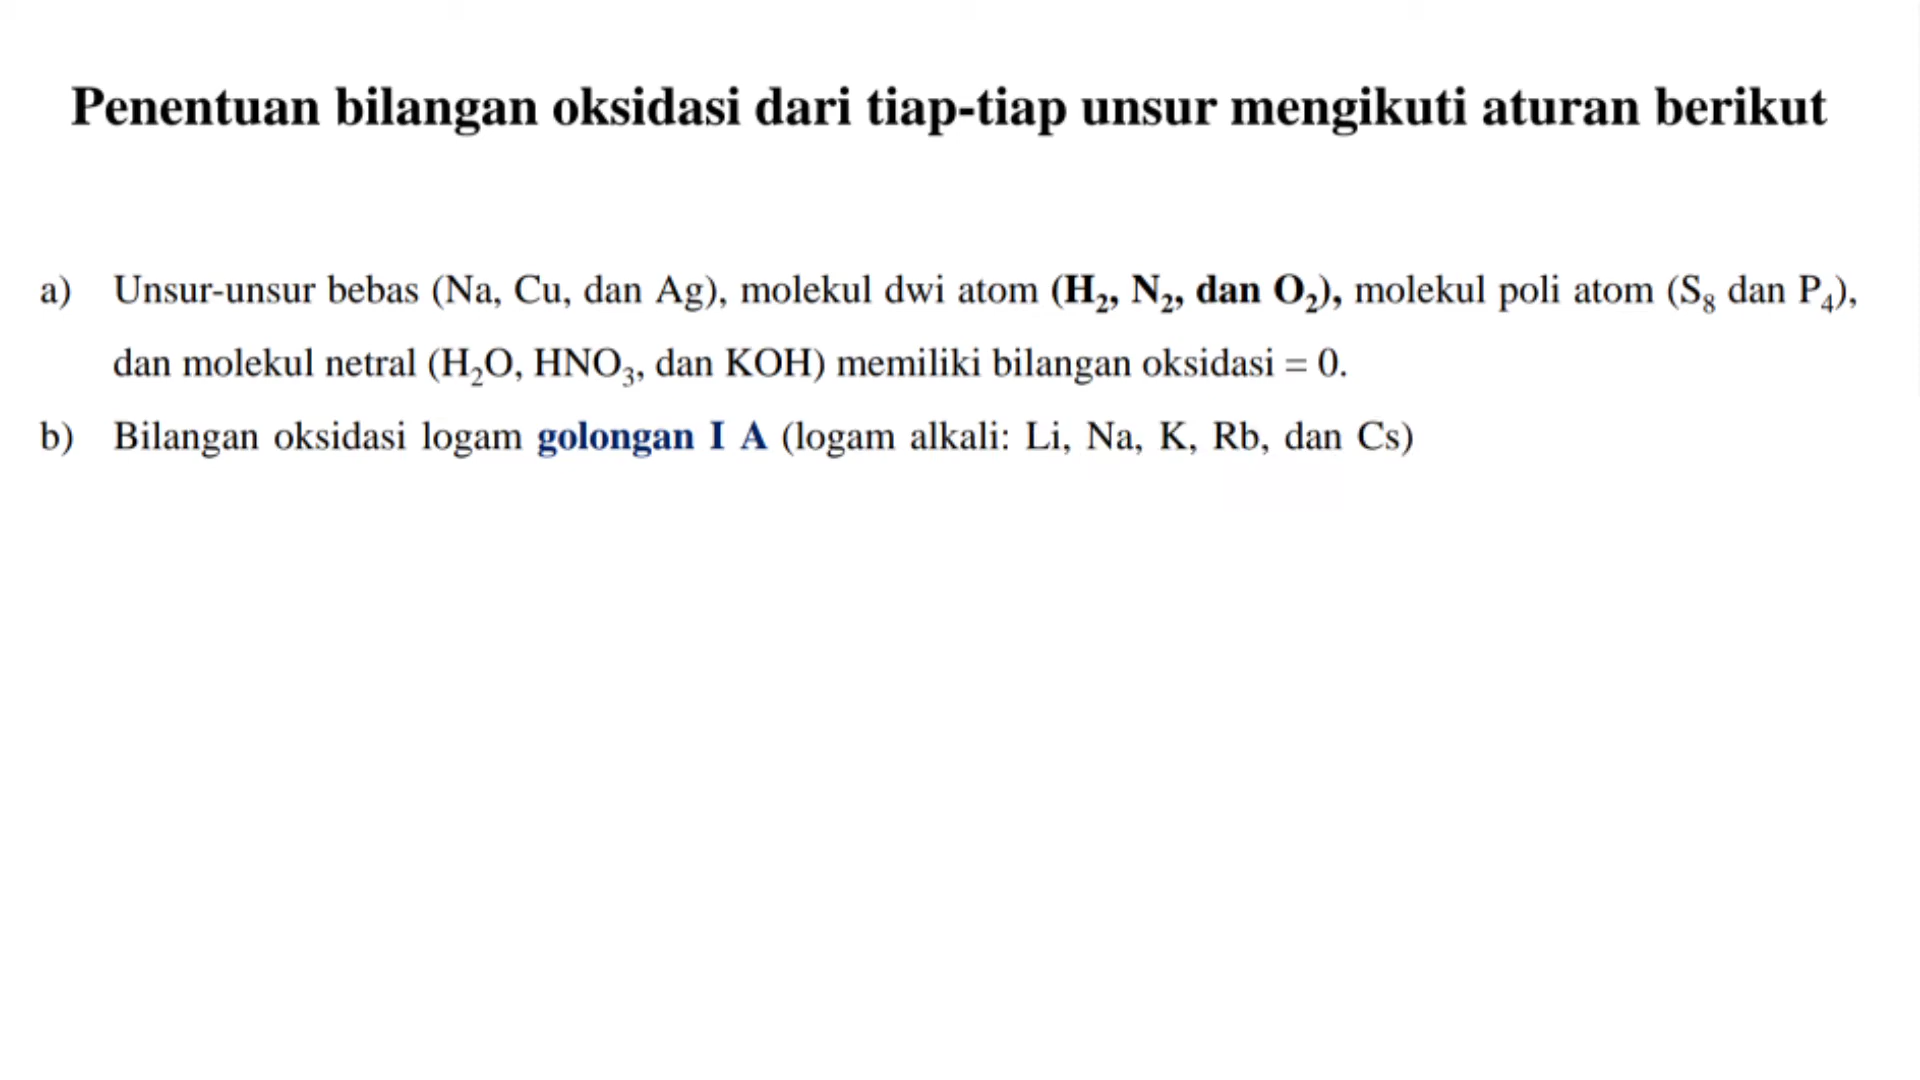 Penentuan bilangan oksidasi dari tiap-tiap unsur mengikuti aturan berikut
a) Unsur-unsur bebas (Na, Cu, dan Ag), molekul dwi atom (H₂, N₂, dan O₂), molekul poli atom (S₈ dan P₄),
dan molekul netral (H₂O, HNO₃, dan KOH) memiliki bilangan oksidasi = 0.
b) Bilangan oksidasi logam golongan I A (logam alkali: Li, Na, K, Rb, dan Cs)